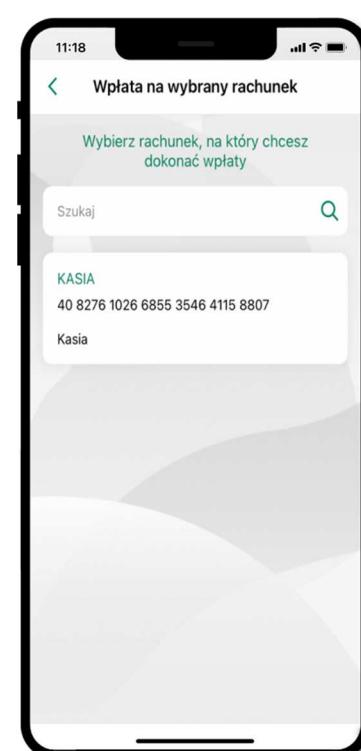 11:18
Wpłata na wybrany rachunek
Wybierz rachunek, na który chcesz
dokonać wpłaty
Szukaj
KASIA
40 8276 1026 6855 3546 4115 8807
Kasia